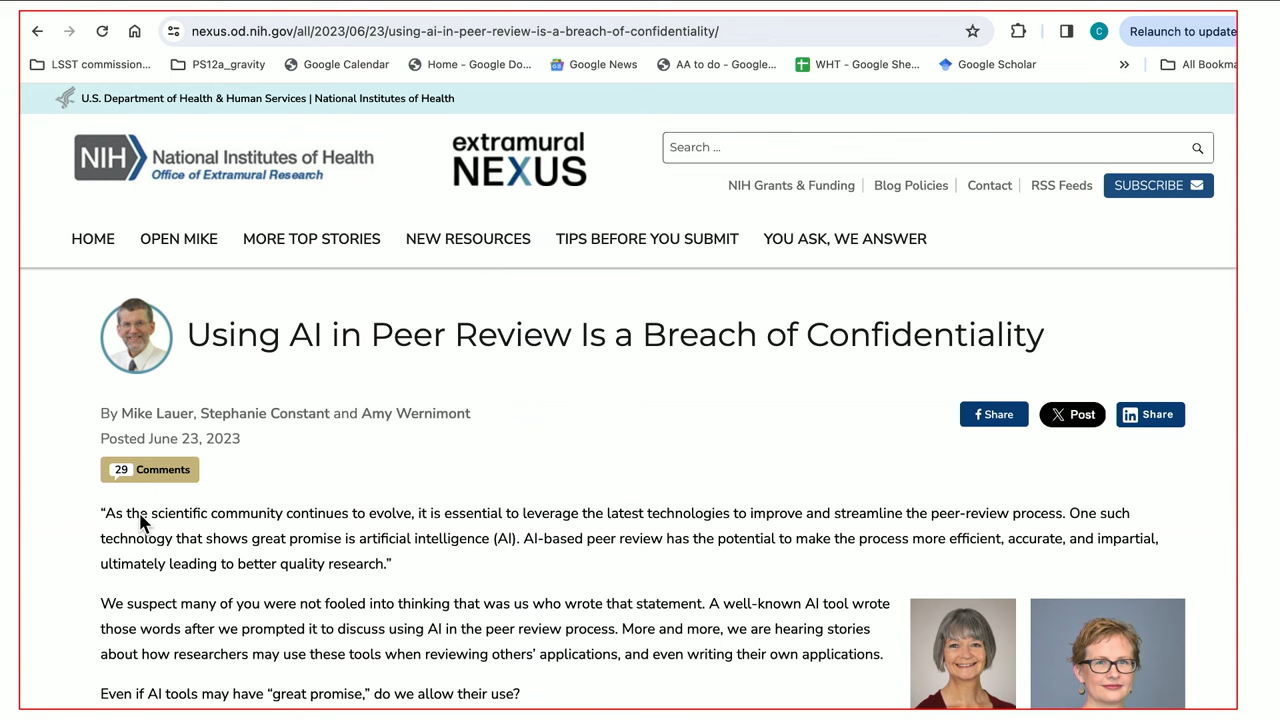 nexus.od.nih.gov/all/2023/06/23/using-ai-in-peer-review-is-a-breach-of-confidentiality/
C
Relaunch to update
LSST commission...
PS12a_gravity
Google Calendar
Home - Google Do...
Google News
AA to do - Google...
WHT - Google She...
Google Scholar
»
All Bookma
U.S. Department of Health & Human Services | National Institutes of Health
NIH National Institutes of Health
Office of Extramural Research
extramural
NEXUS
Search ...
NIH Grants & Funding | Blog Policies | Contact | RSS Feeds SUBSCRIBE
HOME OPEN MIKE MORE TOP STORIES NEW RESOURCES TIPS BEFORE YOU SUBMIT YOU ASK, WE ANSWER
Using AI in Peer Review Is a Breach of Confidentiality
By Mike Lauer, Stephanie Constant and Amy Wernimont
Share
Post
Share
Posted June 23, 2023
29 Comments
“As the scientific community continues to evolve, it is essential to leverage the latest technologies to improve and streamline the peer-review process. One such
technology that shows great promise is artificial intelligence (AI). AI-based peer review has the potential to make the process more efficient, accurate, and impartial,
ultimately leading to better quality research.”
We suspect many of you were not fooled into thinking that was us who wrote that statement. A well-known AI tool wrote
those words after we prompted it to discuss using AI in the peer review process. More and more, we are hearing stories
about how researchers may use these tools when reviewing others’ applications, and even writing their own applications.
Even if AI tools may have “great promise,” do we allow their use?